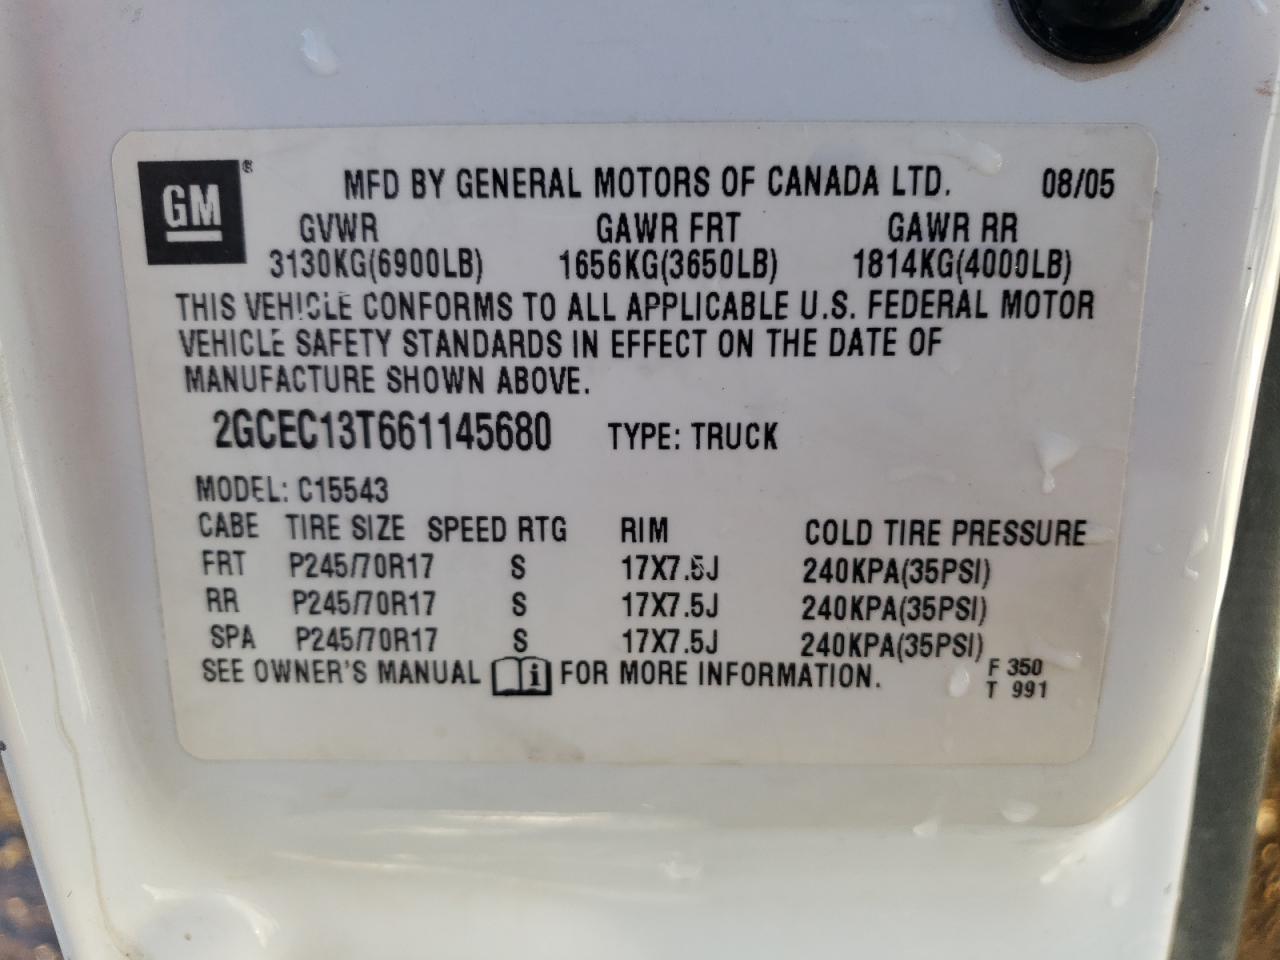 GM ® MFD BY GENERAL MOTORS OF CANADA LTD. 08/05
GVWR GAWR FRT GAWR RR
3130KG(6900LB) 1656KG(3650LB) 1814KG(4000LB)
THIS VEHICLE CONFORMS TO ALL APPLICABLE U.S. FEDERAL MOTOR
VEHICLE SAFETY STANDARDS IN EFFECT ON THE DATE OF
MANUFACTURE SHOWN ABOVE.
2GCEC13T661145680 TYPE: TRUCK
MODEL: C15543
CABE TIRE SIZE SPEED RTG RIM COLD TIRE PRESSURE
FRT P245/70R17 S 17X7.5J 240KPA(35PSI)
RR P245/70R17 S 17X7.5J 240KPA(35PSI)
SPA P245/70R17 S 17X7.5J 240KPA(35PSI)
SEE OWNER'S MANUAL i FOR MORE INFORMATION. F 350
T 991